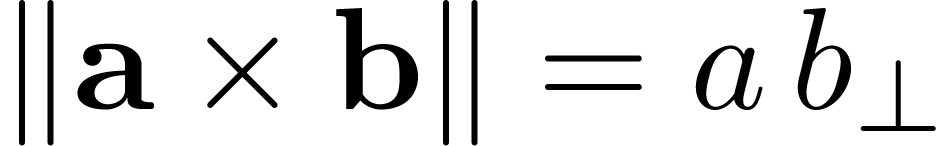 ‖𝐚 × 𝐛‖ = 𝑎 𝑏⊥